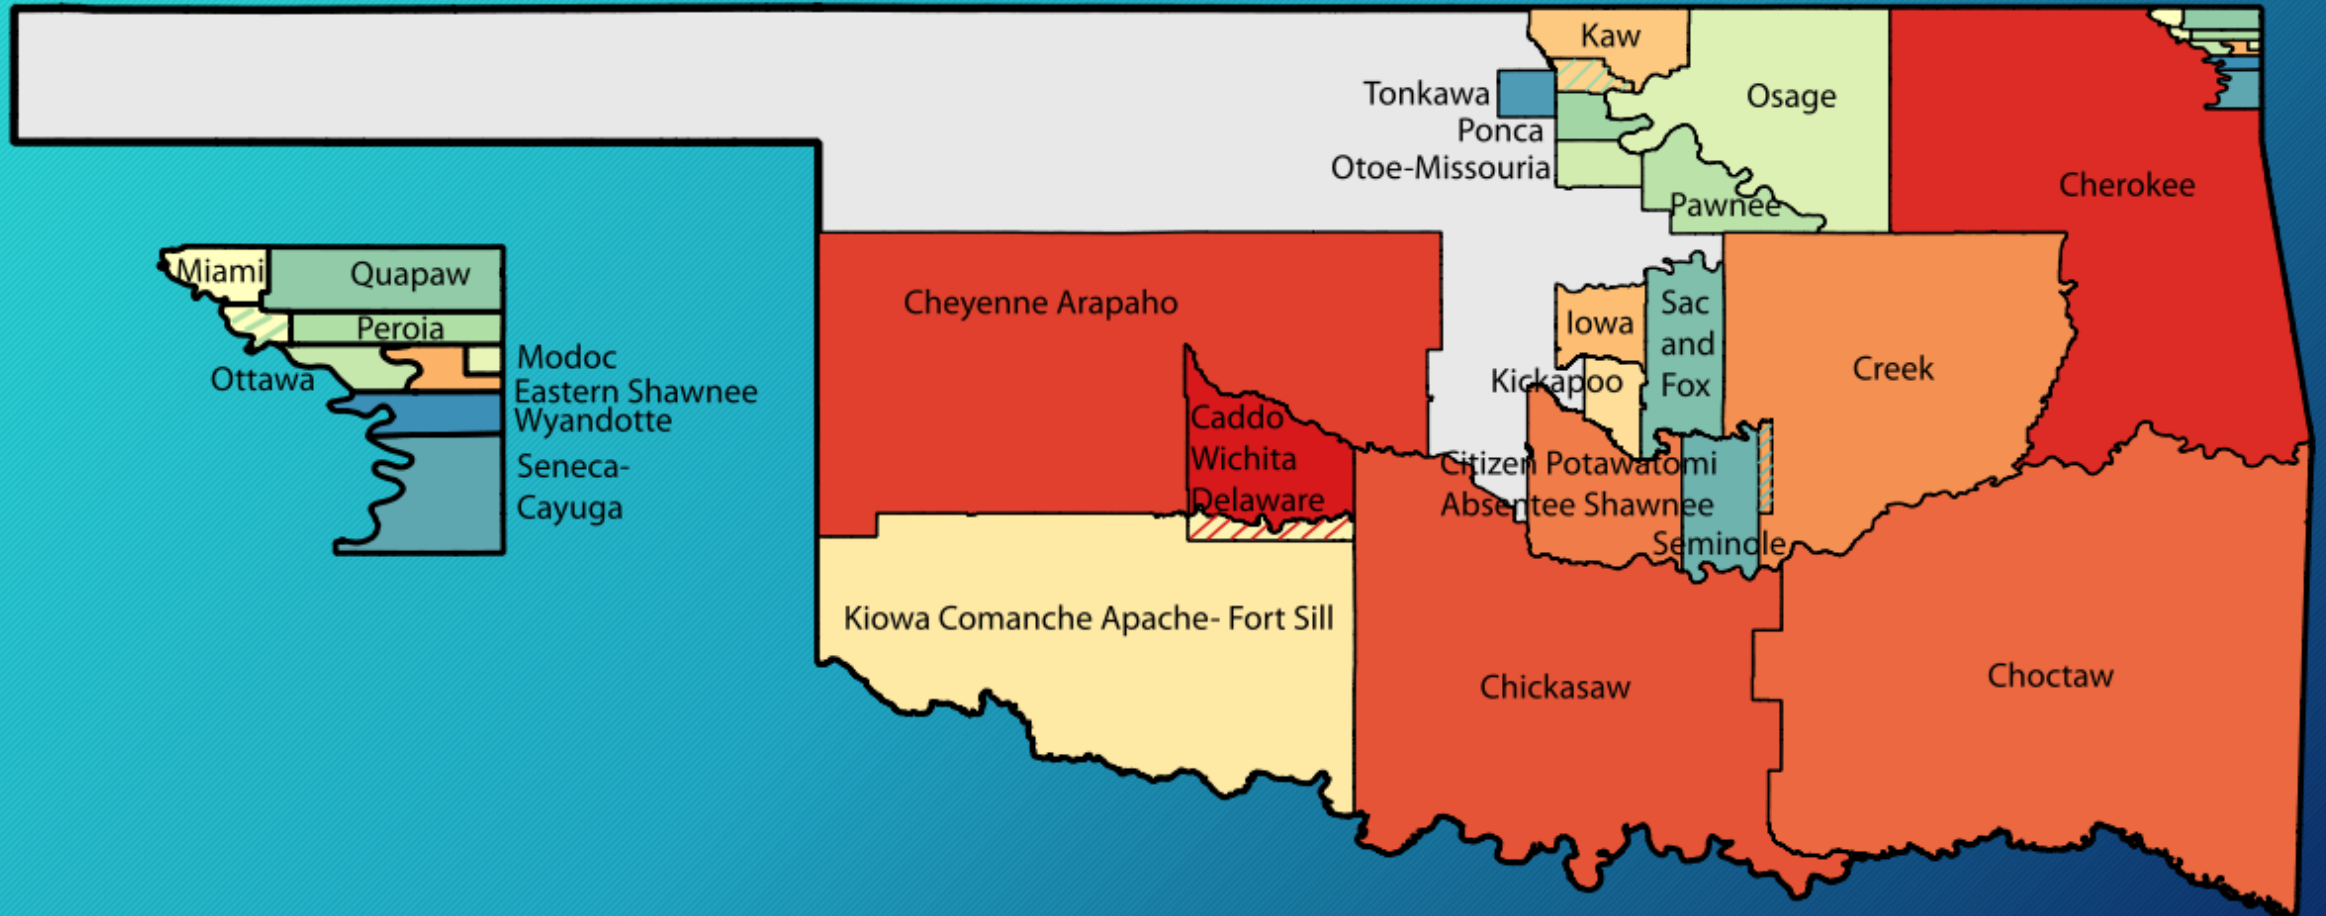 Kaw
Tonkawa
Osage
Ponca
Otoe-Missouria
Cherokee
Pawnee
Miami
Quapaw
Peroia
Modoc
Ottawa
Eastern Shawnee
Wyandotte
Seneca-
Cayuga
Cheyenne Arapaho
Iowa
Sac
and
Fox
Creek
Kickapoo
Caddo
Wichita
Delaware
Citizen Potawatomi
Absentee Shawnee
Seminole
Kiowa Comanche Apache- Fort Sill
Chickasaw
Choctaw